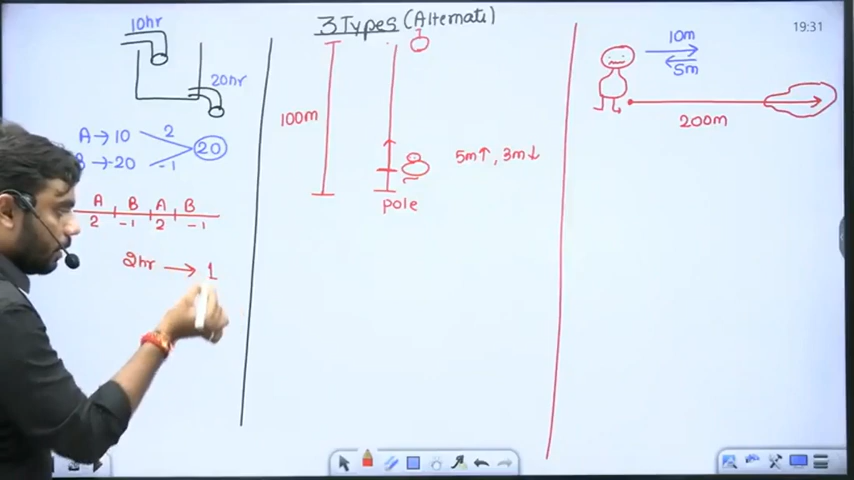 3 Types (Alternate)
19:31
10hr
20hr
A → 10 2 20
B → 20 -1
A B A B
2 -1 2 -1
2hr → 1
100m
5m↑, 3m↓
pole
10m
5m
200m